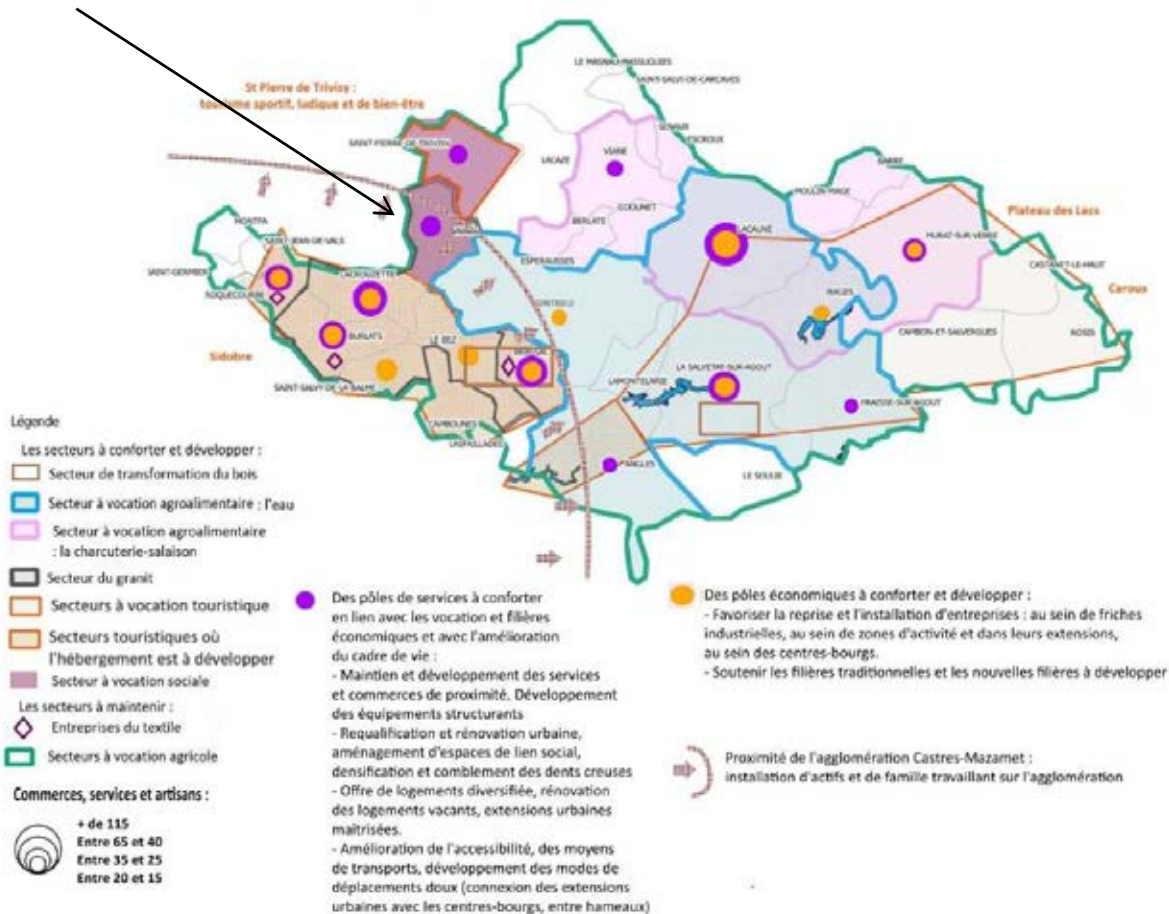 St Pierre de Trivisy :
tourisme sportif, ludique et de bien-être
LE MASNAU-MASSUGUIES
SAINT-SALVI-DE-CARCAVES
SENAUX
ESCROUX
SAINT-PIERRE-DE-TRIVISY
LACAZE
VIANE
BARRE
MOULIN-MAGE
GIJOUNET
BERLATS
Plateau des Lacs
MONTFA
SAINT-JEAN-DE-VALS
LACAUNE
MURAT-SUR-VEBRE
ESPERAUSSES
CASTANET-LE-HAUT
SAINT-GERMIER
LACROUZETTE
Caroux
ROQUECOURBE
NAGES
BURLATS
CAMBON-ET-SALVERGUES
ROSIS
LE BEZ
BRASSAC
Sidobre
LA SALVETAT-SUR-AGOUT
LAMONTELARIE
SAINT-SALVY-DE-LA-BALME
FRAISSE-SUR-AGOUT
CAMBOUNES
LASFAILLADES
ANGLES
LE SOULIE
Légende
Les secteurs à conforter et développer :
Secteur de transformation du bois
Secteur à vocation agroalimentaire : l'eau
Secteur à vocation agroalimentaire
: la charcuterie-salaison
Secteur du granit
Secteurs à vocation touristique
Secteurs touristiques où
l'hébergement est à développer
Secteur à vocation sociale
Les secteurs à maintenir :
Entreprises du textile
Secteurs à vocation agricole
Commerces, services et artisans :
+ de 115
Entre 65 et 40
Entre 35 et 25
Entre 20 et 15
Des pôles de services à conforter
en lien avec les vocation et filières
économiques et avec l'amélioration
du cadre de vie :
- Maintien et développement des services
et commerces de proximité. Développement
des équipements structurants
- Requalification et rénovation urbaine,
aménagement d'espaces de lien social,
densification et comblement des dents creuses
- Offre de logements diversifiée, rénovation
des logements vacants, extensions urbaines
maîtrisées.
- Amélioration de l'accessibilité, des moyens
de transports, développement des modes de
déplacements doux (connexion des extensions
urbaines avec les centres-bourgs, entre hameaux)
Des pôles économiques à conforter et développer :
- Favoriser la reprise et l'installation d'entreprises : au sein de friches
industrielles, au sein de zones d'activité et dans leurs extensions,
au sein des centres-bourgs.
- Soutenir les filières traditionnelles et les nouvelles filières à développer
Proximité de l'agglomération Castres-Mazamet :
installation d'actifs et de famille travaillant sur l'agglomération